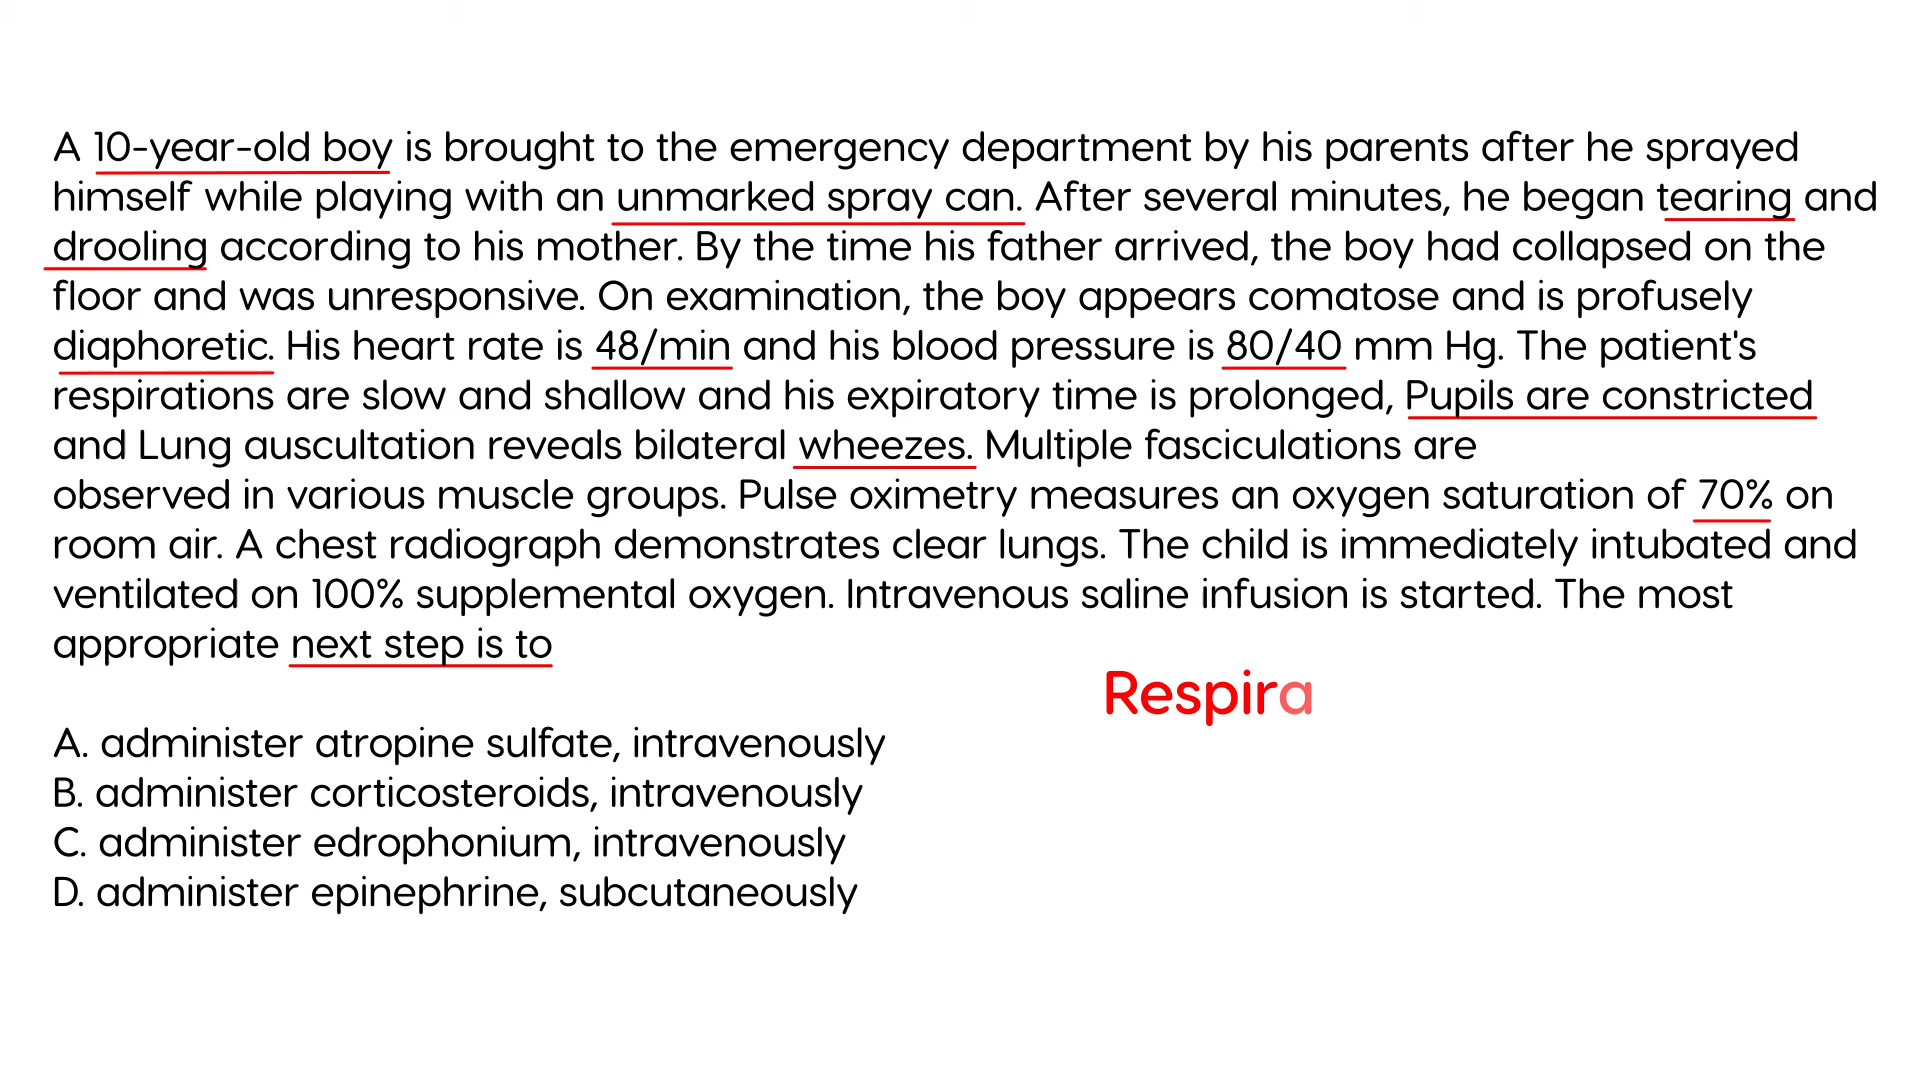 A 10-year-old boy is brought to the emergency department by his parents after he sprayed
himself while playing with an unmarked spray can. After several minutes, he began tearing and
drooling according to his mother. By the time his father arrived, the boy had collapsed on the
floor and was unresponsive. On examination, the boy appears comatose and is profusely
diaphoretic. His heart rate is 48/min and his blood pressure is 80/40 mm Hg. The patient's
respirations are slow and shallow and his expiratory time is prolonged, Pupils are constricted
and Lung auscultation reveals bilateral wheezes. Multiple fasciculations are
observed in various muscle groups. Pulse oximetry measures an oxygen saturation of 70% on
room air. A chest radiograph demonstrates clear lungs. The child is immediately intubated and
ventilated on 100% supplemental oxygen. Intravenous saline infusion is started. The most
appropriate next step is to
Respira
A. administer atropine sulfate, intravenously
B. administer corticosteroids, intravenously
C. administer edrophonium, intravenously
D. administer epinephrine, subcutaneously